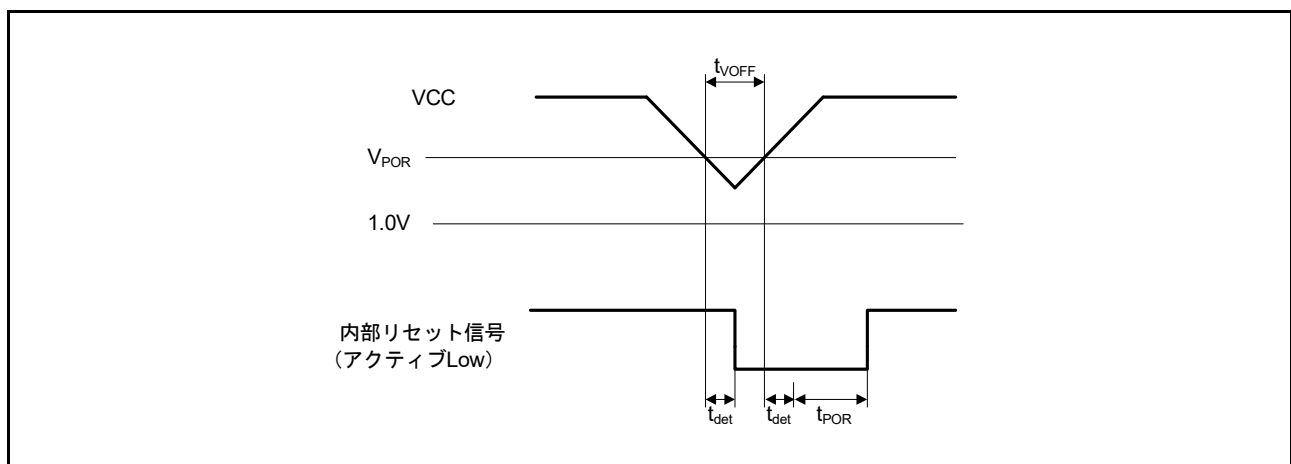 tVOFF
VCC
VPOR
1.0V
内部リセット信号
（アクティブLow）
tdet
tdet
tPOR